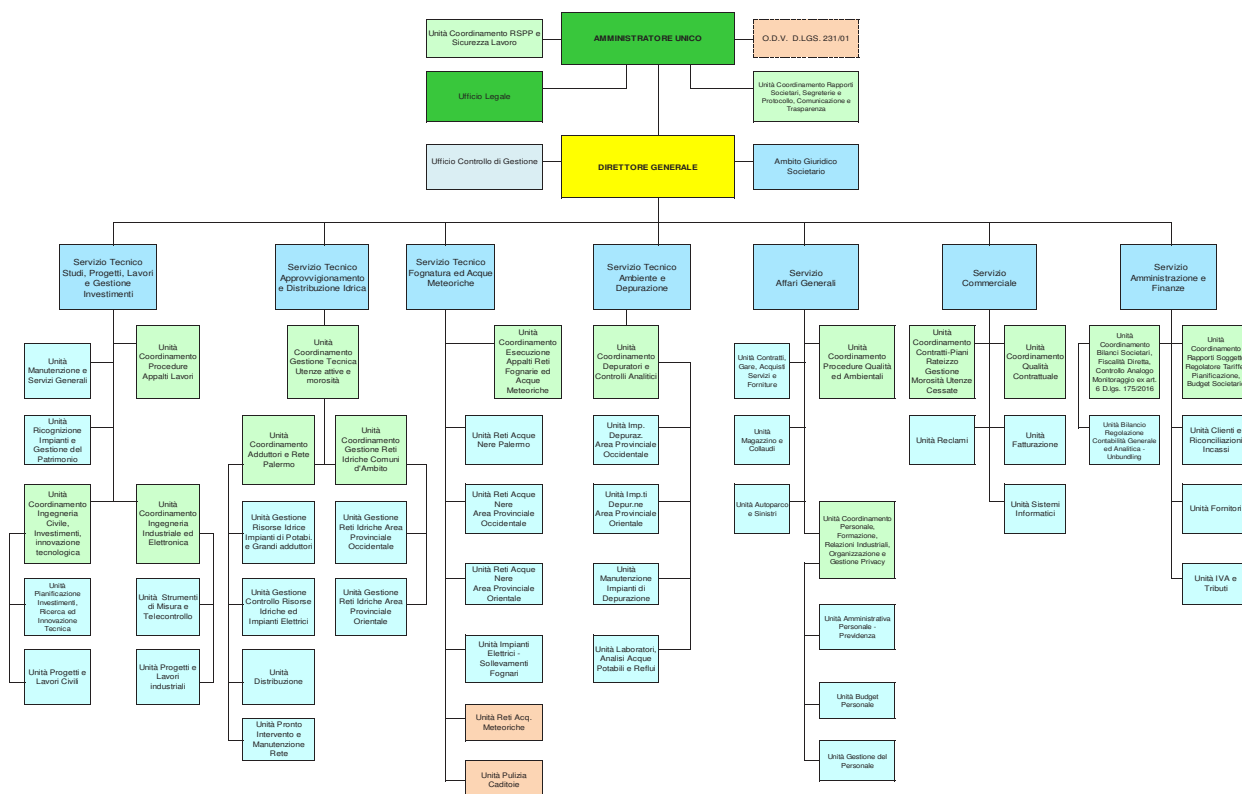 Unità Coordinamento RSPP e
Sicurezza Lavoro
AMMINISTRATORE UNICO
O.D.V. D.LGS. 231/01
Ufficio Legale
Unità Coordinamento Rapporti
Societari, Segreterie e
Protocollo, Comunicazione e
Trasparenza
Ufficio Controllo di Gestione
DIRETTORE GENERALE
Ambito Giuridico
Societario
Servizio Tecnico
Studi, Progetti, Lavori
e Gestione
Investimenti
Servizio Tecnico
Approvvigionamento
e Distribuzione Idrica
Servizio Tecnico
Fognatura ed Acque
Meteoriche
Servizio Tecnico
Ambiente e
Depurazione
Servizio
Affari Generali
Servizio
Commerciale
Servizio
Amministrazione e
Finanze
Unità
Manutenzione e
Servizi Generali
Unità
Coordinamento
Procedure
Appalti Lavori
Unità
Ricognizione
Impianti e
Gestione del
Patrimonio
Unità
Coordinamento
Ingegneria
Civile,
Investimenti,
innovazione
tecnologica
Unità
Coordinamento
Ingegneria
Industriale ed
Elettronica
Unità
Pianificazione
Investimenti,
Ricerca ed
Innovazione
Tecnica
Unità Strumenti
di Misura e
Telecontrollo
Unità Progetti e
Lavori Civili
Unità Progetti e
Lavori
industriali
Unità
Coordinamento
Gestione Tecnica
Utenze attive e
morosità
Unità
Coordinamento
Adduttori e Rete
Palermo
Unità
Coordinamento
Gestione Reti
Idriche Comuni
d'Ambito
Unità Gestione
Risorse Idrice
Impianti di Potabi.
e Grandi adduttori
Unità Gestione
Reti Idriche Area
Provinciale
Occidentale
Unità Gestione
Controllo Risorse
Idriche ed
Impianti Elettrici
Unità Gestione
Reti Idriche Area
Provinciale
Orientale
Unità
Distribuzione
Unità Pronto
Intervento e
Manutenzione
Rete
Unità
Coordinamento
Esecuzione
Appalti Reti
Fognarie ed
Acque
Meteoriche
Unità Reti Acque
Nere Palermo
Unità Reti Acque
Nere
Area Provinciale
Occidentale
Unità Reti Acque
Nere
Area Provinciale
Orientale
Unità Impianti
Elettrici -
Sollevamenti
Fognari
Unità Reti Acq.
Meteoriche
Unità Pulizia
Caditoie
Unità
Coordinamento
Depuratori e
Controlli Analitici
Unità Imp.
Depuraz.
Area Provinciale
Occidentale
Unità Imp.ti
Depur.ne
Area Provinciale
Orientale
Unità
Manutenzione
Impianti di
Depurazione
Unità Laboratori,
Analisi Acque
Potabili e Reflui
Unità Contratti,
Gare, Acquisti
Servizi e
Forniture
Unità
Coordinamento
Procedure Qualità
ed Ambientali
Unità
Magazzino e
Collaudi
Unità Autoparco
e Sinistri
Unità Coordinamento
Personale,
Formazione,
Relazioni Industriali,
Organizzazione e
Gestione Privacy
Unità Amministrativa
Personale -
Previdenza
Unità Budget
Personale
Unità Gestione del
Personale
Unità
Coordinamento
Contratti-Piani
Rateizzo
Gestione
Morosità Utenze
Cessate
Unità
Coordinamento
Qualità
Contrattuale
Unità Reclami
Unità
Fatturazione
Unità Sistemi
Informatici
Unità
Coordinamento
Bilanci Societari,
Fiscalità Diretta,
Controllo Analogo
Monitoraggio ex art.
6 D.lgs. 175/2016
Unità
Coordinamento
Rapporti Soggetto
Regolatore Tariffe,
Pianificazione,
Budget Societario
Unità Bilancio
Regolazione
Contabilità Generale
ed Analitica -
Unbundling
Unità Clienti e
Riconciliazioni
Incassi
Unità Fornitori
Unità IVA e
Tributi